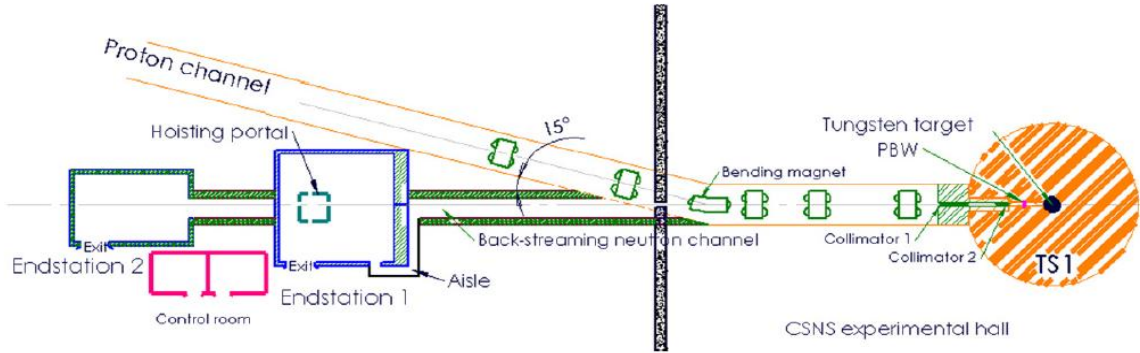 Proton channel
Hoisting portal
15°
Tungsten target
PBW
Bending magnet
Exit
Endstation 2
Back-streaming neutron channel
Collimator 1
Collimator 2
TS1
Exit
Endstation 1
Aisle
Control room
CSNS experimental hall